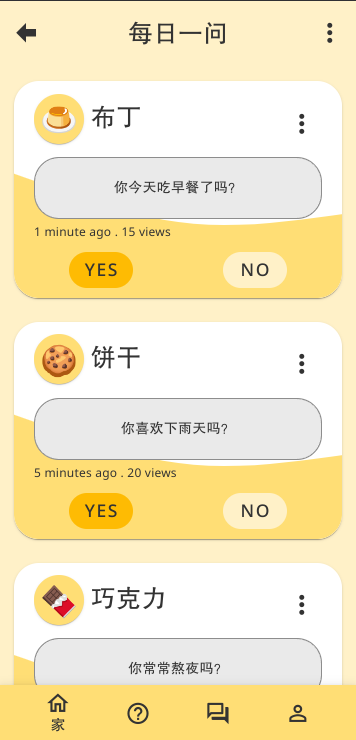 每日一问
布丁
你今天吃早餐了吗?
1 minute ago . 15 views
YES NO
饼干
你喜欢下雨天吗?
5 minutes ago . 20 views
YES NO
巧克力
你常常熬夜吗?
家